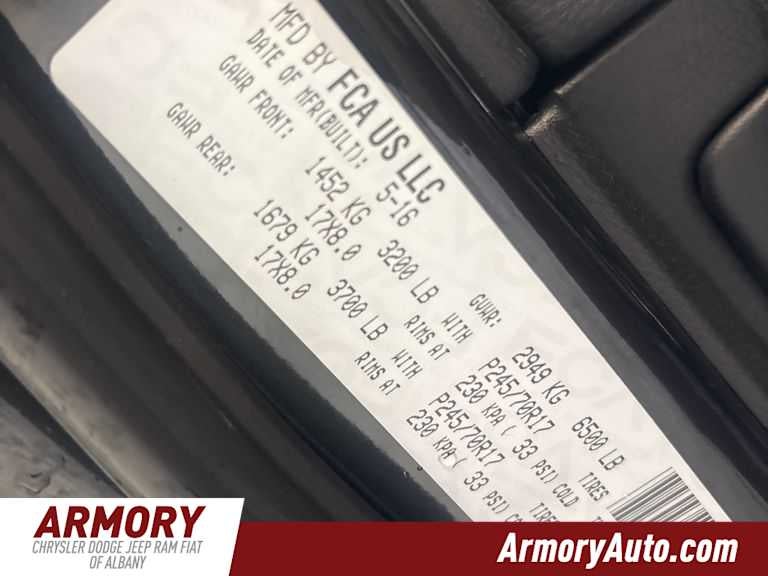 MFD BY FCA US LLC
DATE OF MFR(BUILT): 5-16 GVWR: 2949 KG 6500 LB
GAWR FRONT: 1452 KG 3200 LB WITH P245/70R17 TIRES
17X8.0 RIMS AT 230 KPA( 33 PSI) COLD
GAWR REAR: 1679 KG 3700 LB WITH P245/70R17
17X8.0 RIMS AT 230 KPA( 33 PSI)
ARMORY
CHRYSLER DODGE JEEP RAM FIAT
OF ALBANY
ArmoryAuto.com